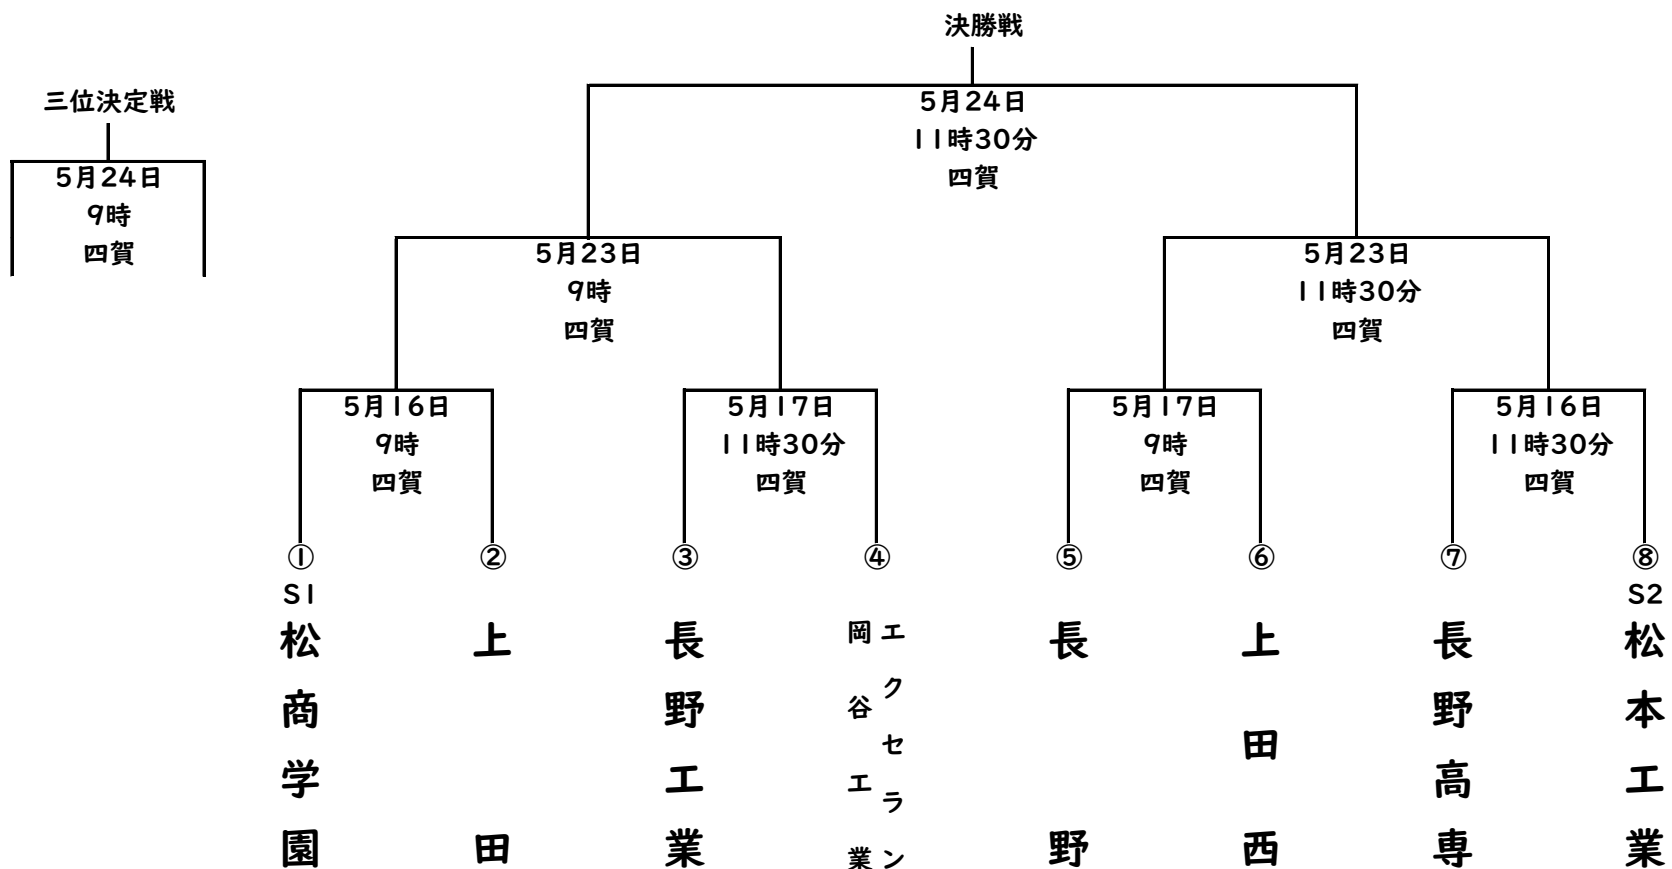 決勝戦
5月24日
11時30分
四賀
三位決定戦
5月24日
9時
四賀
5月23日
9時
四賀
5月23日
11時30分
四賀
5月16日
9時
四賀
5月17日
11時30分
四賀
5月17日
9時
四賀
5月16日
11時30分
四賀
①
S1
松商学園
②
上田
③
長野工業
④
エクセラン
岡谷工業
⑤
長野
⑥
上田西
⑦
長野高専
⑧
S2
松本工業